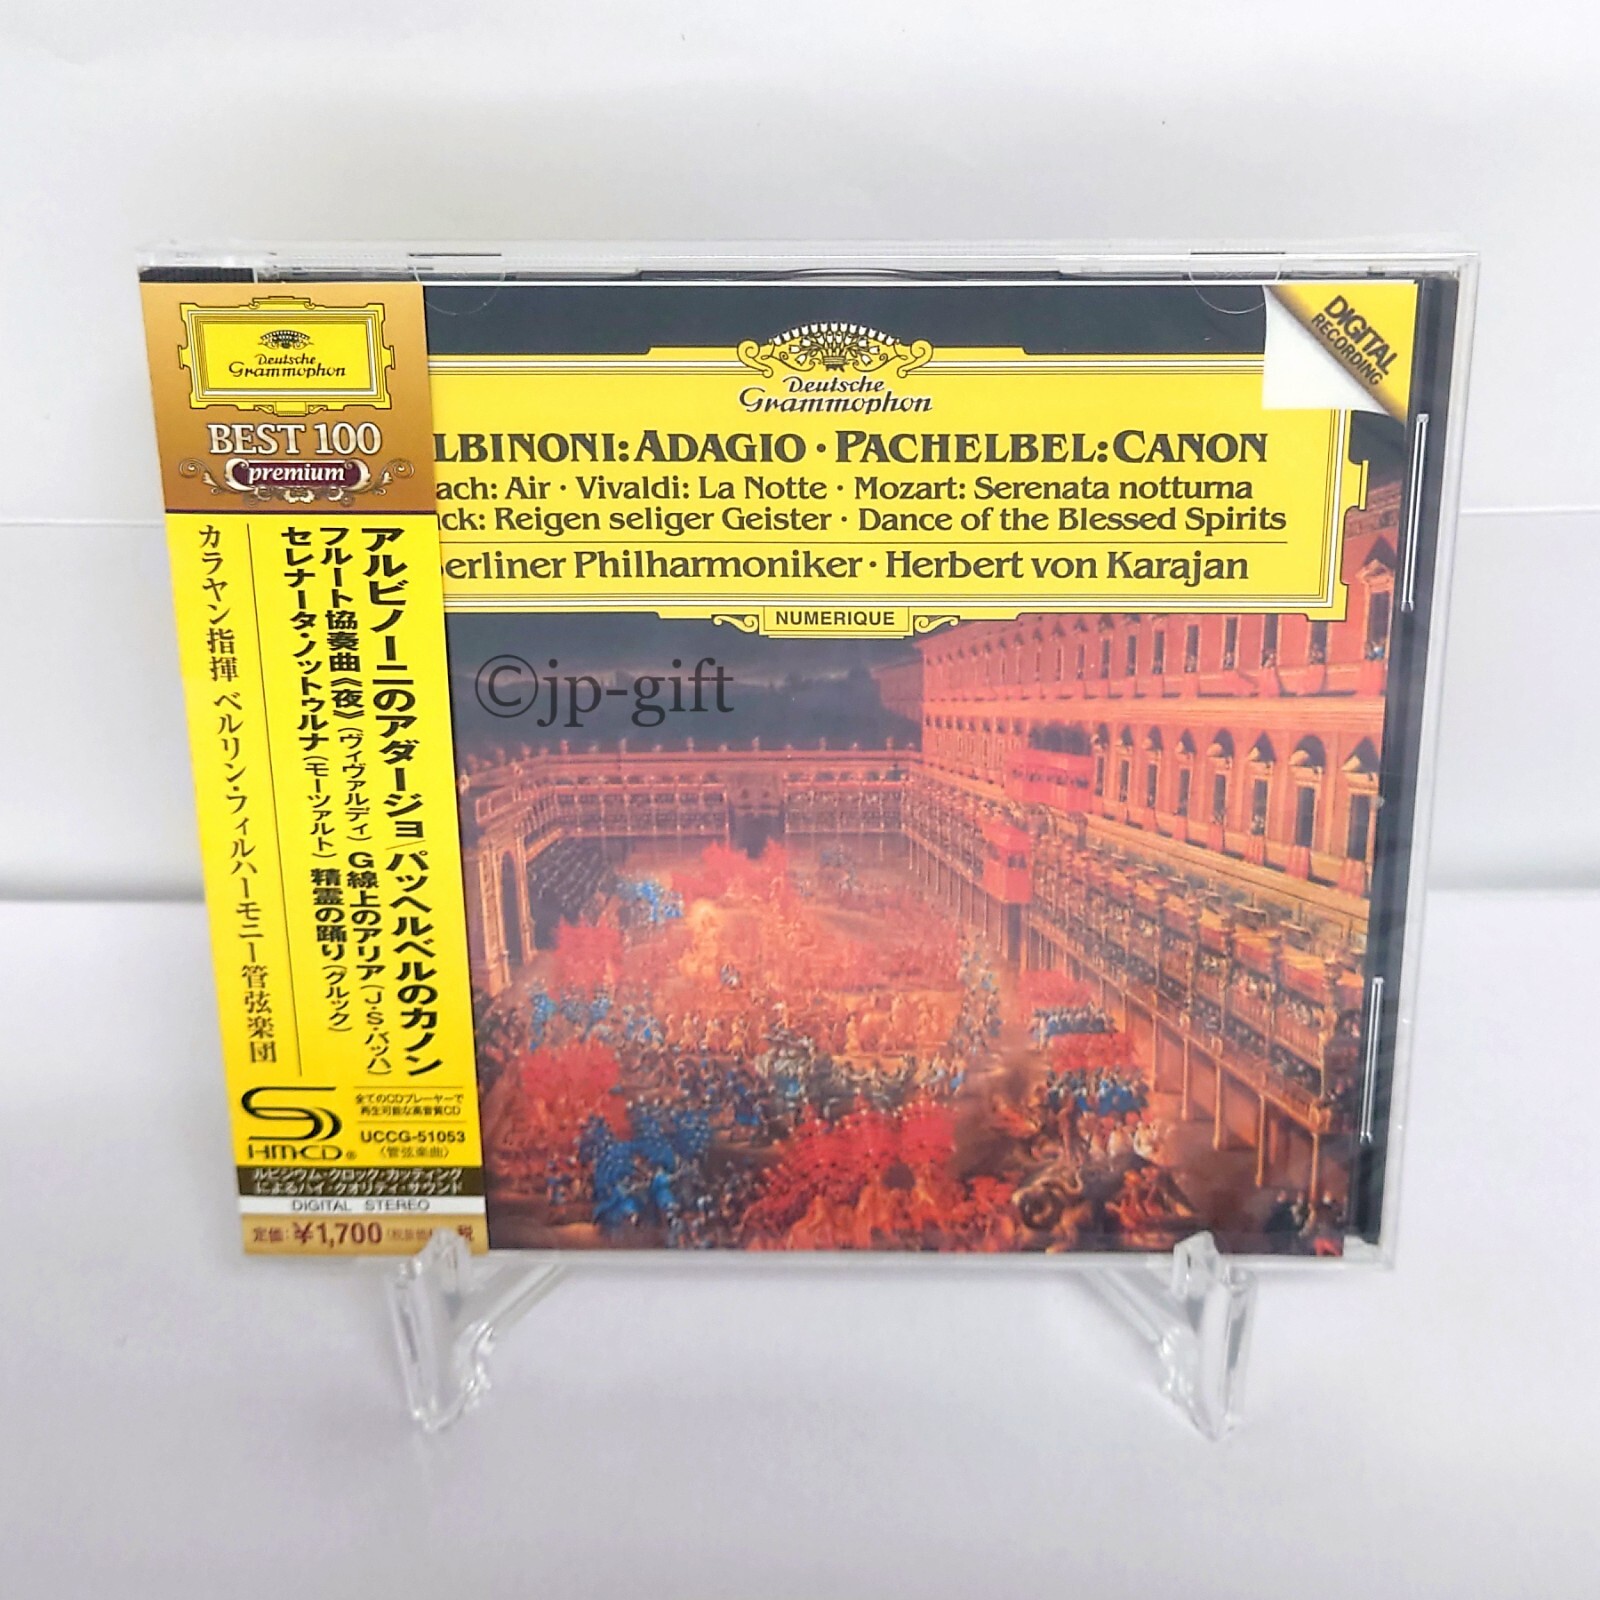 Deutsche
Grammophon
BEST 100
premium
アルビノーニのアダージョ/パッヘルベルのカノン
フルート協奏曲《夜》(ヴィヴァルディ) G線上のアリア(J・S・バッハ)
セレナータ・ノットゥルナ(モーツァルト) 精霊の踊り(グルック)
カラヤン指揮 ベルリン・フィルハーモニー管弦楽団
HM-CD®
全てのCDプレーヤーで
再生可能な高音質CD
UCCG-51053
〈管弦楽曲〉
ルビジウム・クロック・カッティング
によるハイ・クオリティ・サウンド
DIGITAL STEREO
定価:¥1,700
税
DIGITAL
RECORDING
Deutsche
Grammophon
LBINONI: ADAGIO · PACHELBEL: CANON
ach: Air · Vivaldi: La Notte · Mozart: Serenata notturna
ck: Reigen seliger Geister · Dance of the Blessed Spirits
erliner Philharmoniker · Herbert von Karajan
NUMERIQUE
©jp-gift